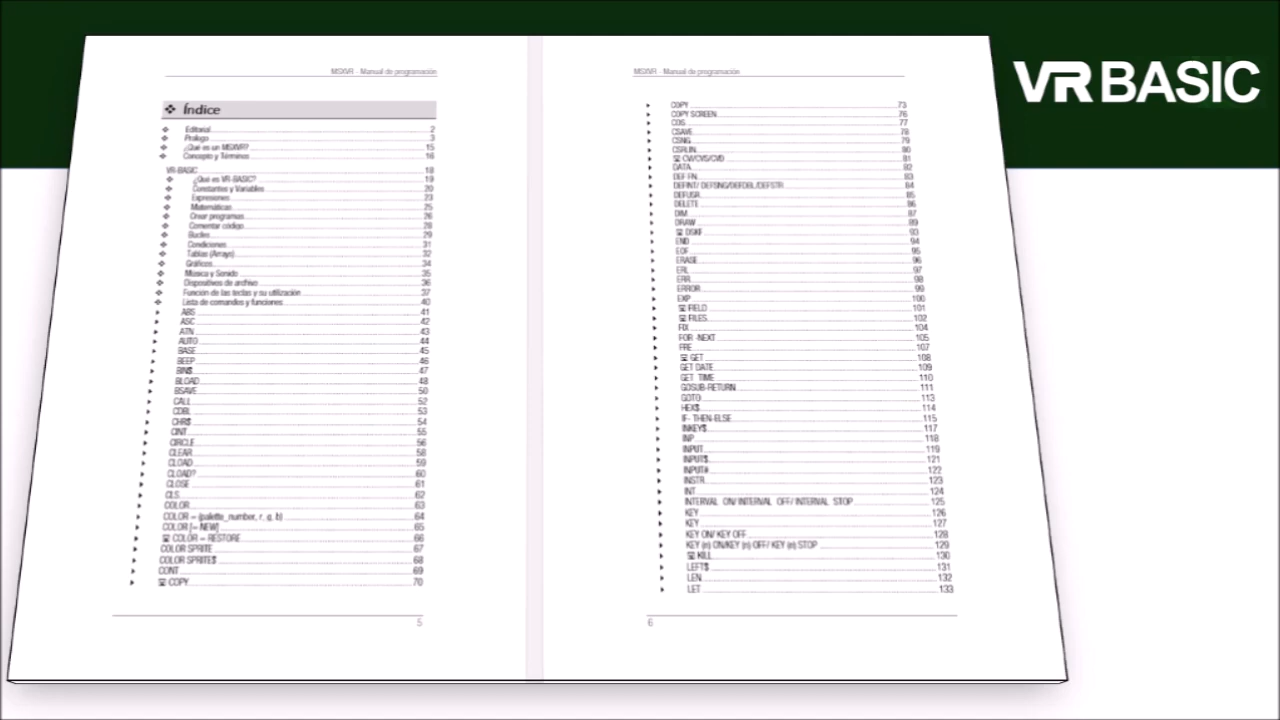 VRBASIC
MSXVR - Manual de programación
❖ Índice
❖ Editorial 2
❖ Prólogo 3
❖ ¿Qué es un MSXVR? 15
❖ Concepto y Términos 16
VR-BASIC 18
❖ ¿Qué es VR-BASIC? 19
❖ Constantes y Variables 20
❖ Expresiones 23
❖ Matemáticas 25
❖ Crear programas 26
❖ Comentar código 28
❖ Bucles 29
❖ Condiciones 31
❖ Tablas (Arrays) 32
❖ Gráficos 34
❖ Música y Sonido 35
❖ Dispositivos de archivo 36
❖ Función de las teclas y su utilización 37
❖ Lista de comandos y funciones 40
ABS 41
ASC 42
ATN 43
AUTO 44
BASE 45
BEEP 46
BIN$ 47
BLOAD 48
BSAVE 50
CALL 52
CDBL 53
CHR$ 54
CINT 55
CIRCLE 56
CLEAR 58
CLOAD 59
CLOAD? 60
CLOSE 61
CLS 62
COLOR 63
COLOR = (palette_number, r, g, b) 64
COLOR [= NEW] 65
COLOR = RESTORE 66
COLOR SPRITE 67
COLOR SPRITE$ 68
CONT 69
COPY 70
5
MSXVR - Manual de programación
COPY 73
COPY SCREEN 76
COS 77
CSAVE 78
CSNG 79
CSRLIN 80
CVI/CVS/CVD 81
DATA 82
DEF FN 83
DEFINT/ DEFSNG/DEFDBL/DEFSTR 84
DEFUSR 85
DELETE 86
DIM 87
DRAW 89
DSKF 93
END 94
EOF 95
ERASE 96
ERL 97
ERR 98
ERROR 99
EXP 100
FIELD 101
FILES 102
FIX 104
FOR -NEXT 105
FRE 107
GET 108
GET DATE 109
GET TIME 110
GOSUB-RETURN 111
GOTO 113
HEX$ 114
IF- THEN-ELSE 115
INKEY$ 117
INP 118
INPUT 119
INPUT$ 121
INPUT# 122
INSTR 123
INT 124
INTERVAL ON/ INTERVAL OFF/ INTERVAL STOP 125
KEY 126
KEY 127
KEY ON/ KEY OFF 128
KEY (n) ON/KEY (n) OFF/ KEY (n) STOP 129
KILL 130
LEFT$ 131
LEN 132
LET 133
6